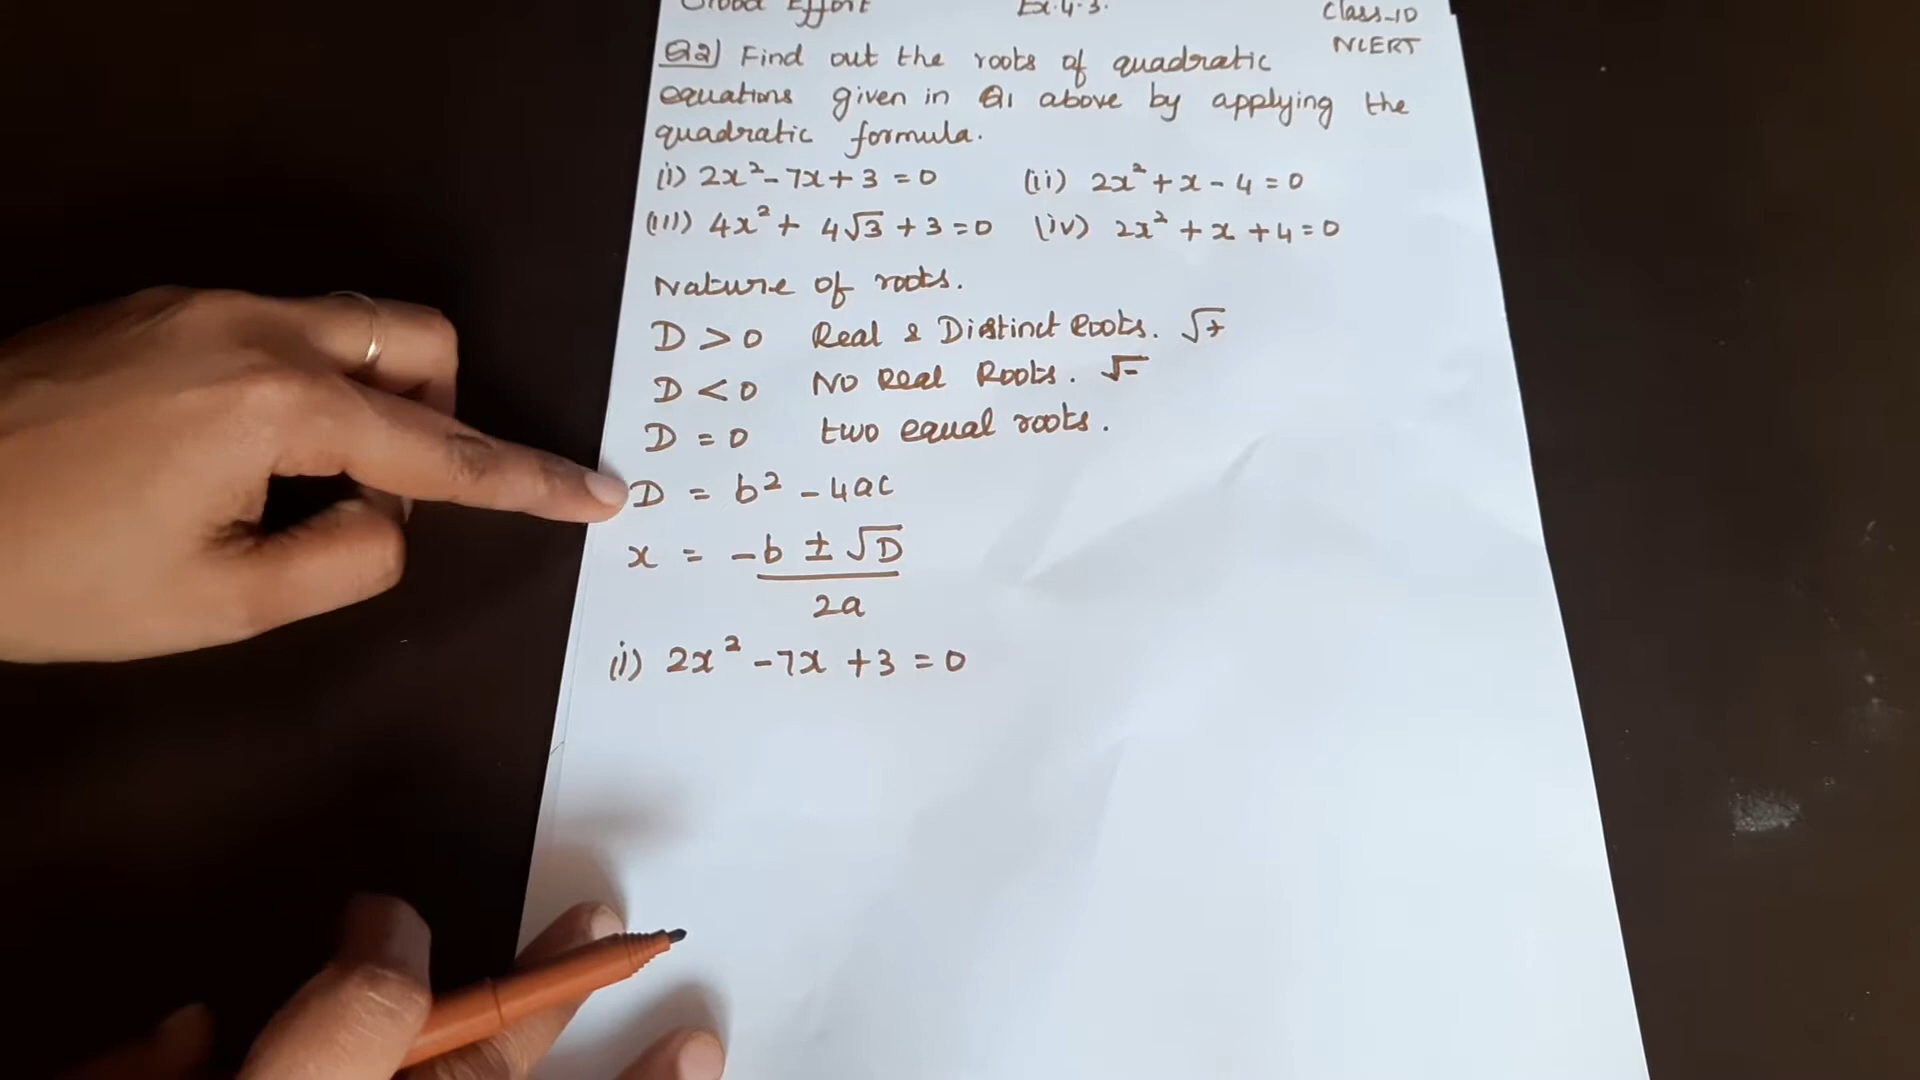 Effort Ex.4.3. Class-10
NCERT
Q2) Find out the roots of quadratic
equations given in Q1 above by applying the
quadratic formula.
(i) 2x² - 7x + 3 = 0 (ii) 2x² + x - 4 = 0
(iii) 4x² + 4√3 + 3 = 0 (iv) 2x² + x + 4 = 0
Nature of roots.
D > 0 Real & Distinct Roots. √+
D < 0 No Real Roots. √-
D = 0 two equal roots.
D = b² - 4ac
x = -b ± √D
2a
(i) 2x² - 7x + 3 = 0